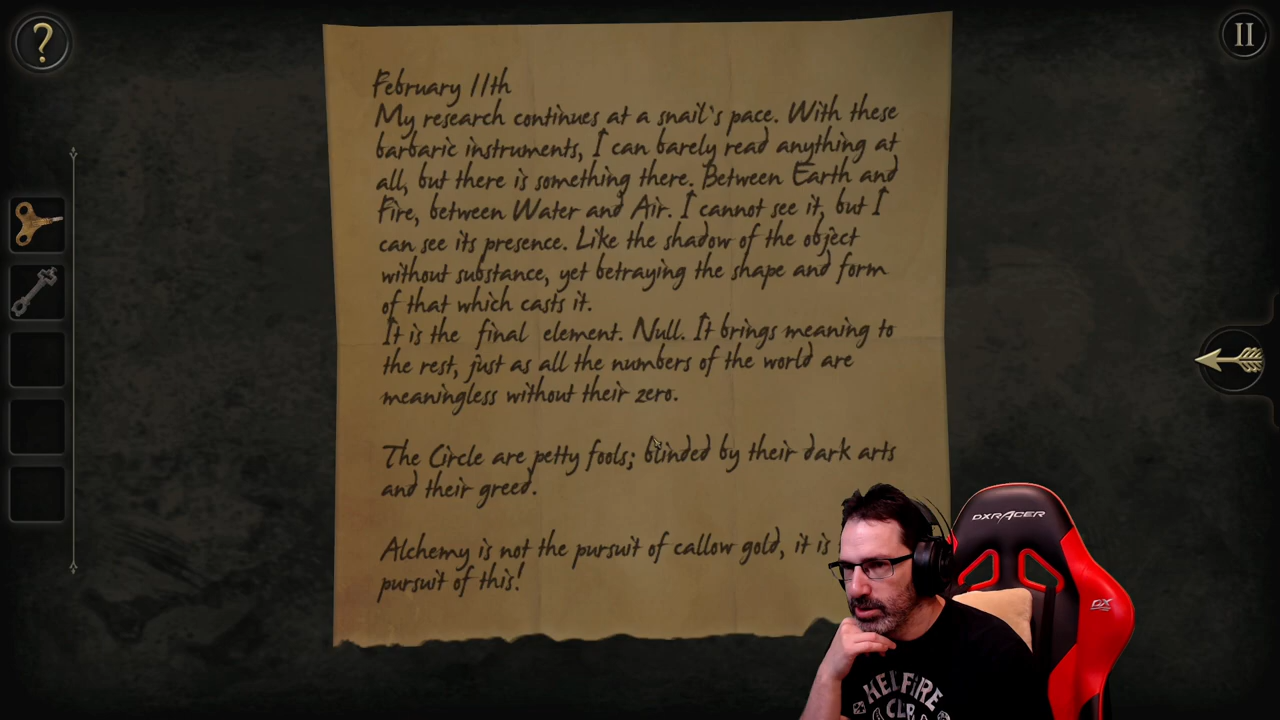 February 11th
My research continues at a snail's pace. With these
barbaric instruments, I can barely read anything at
all, but there is something there. Between Earth and
Fire, between Water and Air. I cannot see it, but I
can see its presence. Like the shadow of the object
without substance, yet betraying the shape and form
of that which casts it.
It is the final element. Null. It brings meaning to
the rest, just as all the numbers of the world are
meaningless without their zero.
The Circle are petty fools; blinded by their dark arts
and their greed.
Alchemy is not the pursuit of callow gold, it is
pursuit of this!
?
II
DXRACER
DX
HELLFIRE
CLB